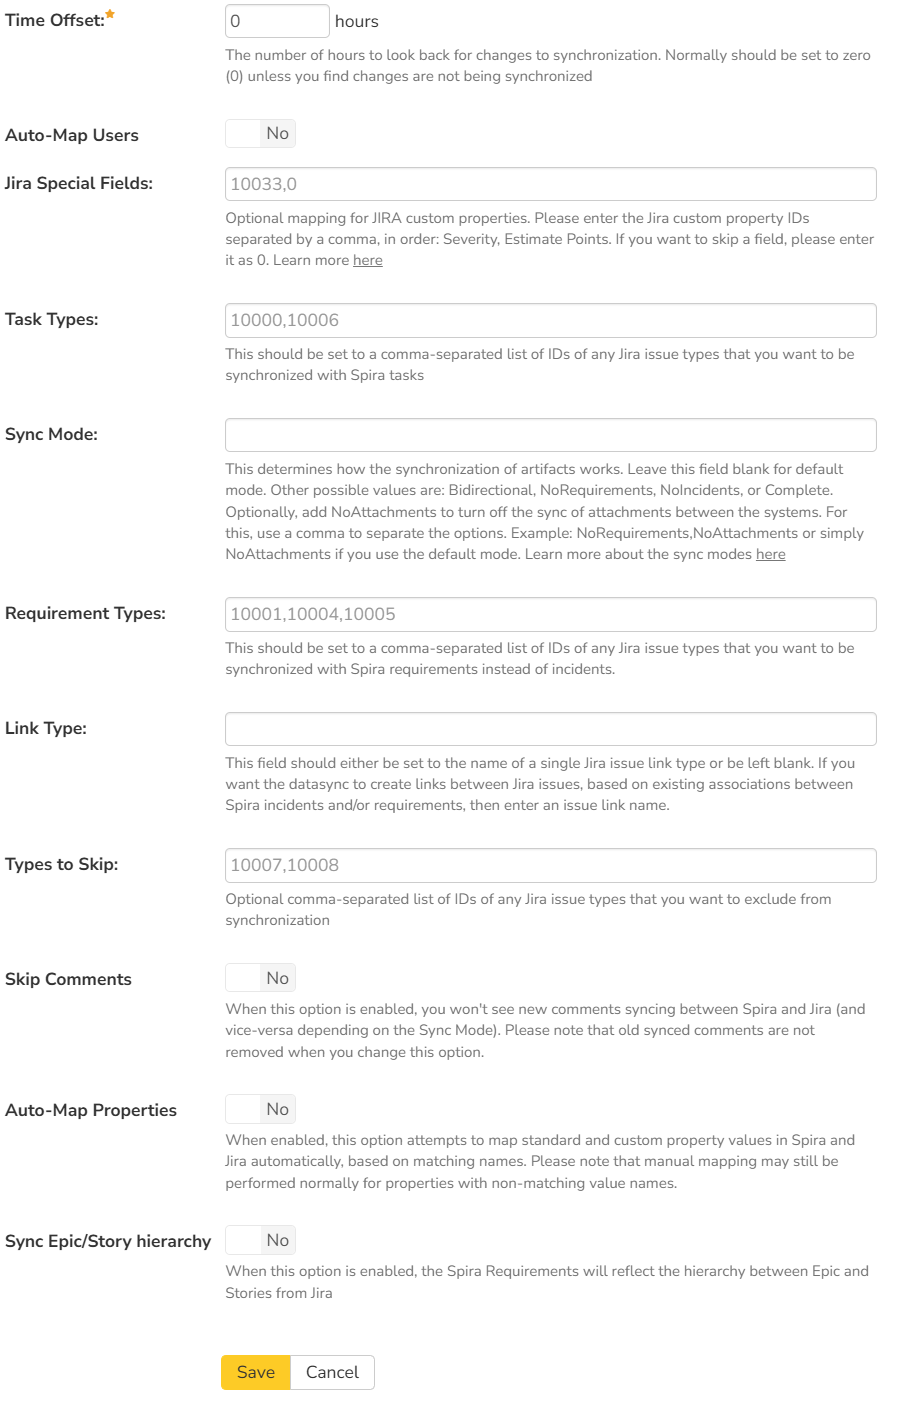 Time Offset:
0 hours
The number of hours to look back for changes to synchronization. Normally should be set to zero
(0) unless you find changes are not being synchronized
Auto-Map Users
No
Jira Special Fields:
10033,0
Optional mapping for JIRA custom properties. Please enter the Jira custom property IDs
separated by a comma, in order: Severity, Estimate Points. If you want to skip a field, please enter
it as 0. Learn more here
Task Types:
10000,10006
This should be set to a comma-separated list of IDs of any Jira issue types that you want to be
synchronized with Spira tasks
Sync Mode:
This determines how the synchronization of artifacts works. Leave this field blank for default
mode. Other possible values are: Bidirectional, NoRequirements, NoIncidents, or Complete.
Optionally, add NoAttachments to turn off the sync of attachments between the systems. For
this, use a comma to separate the options. Example: NoRequirements,NoAttachments or simply
NoAttachments if you use the default mode. Learn more about the sync modes here
Requirement Types:
10001,10004,10005
This should be set to a comma-separated list of IDs of any Jira issue types that you want to be
synchronized with Spira requirements instead of incidents.
Link Type:
This field should either be set to the name of a single Jira issue link type or be left blank. If you
want the datasync to create links between Jira issues, based on existing associations between
Spira incidents and/or requirements, then enter an issue link name.
Types to Skip:
10007,10008
Optional comma-separated list of IDs of any Jira issue types that you want to exclude from
synchronization
Skip Comments
No
When this option is enabled, you won't see new comments syncing between Spira and Jira (and
vice-versa depending on the Sync Mode). Please note that old synced comments are not
removed when you change this option.
Auto-Map Properties
No
When enabled, this option attempts to map standard and custom property values in Spira and
Jira automatically, based on matching names. Please note that manual mapping may still be
performed normally for properties with non-matching value names.
Sync Epic/Story hierarchy
No
When this option is enabled, the Spira Requirements will reflect the hierarchy between Epic and
Stories from Jira
Save Cancel